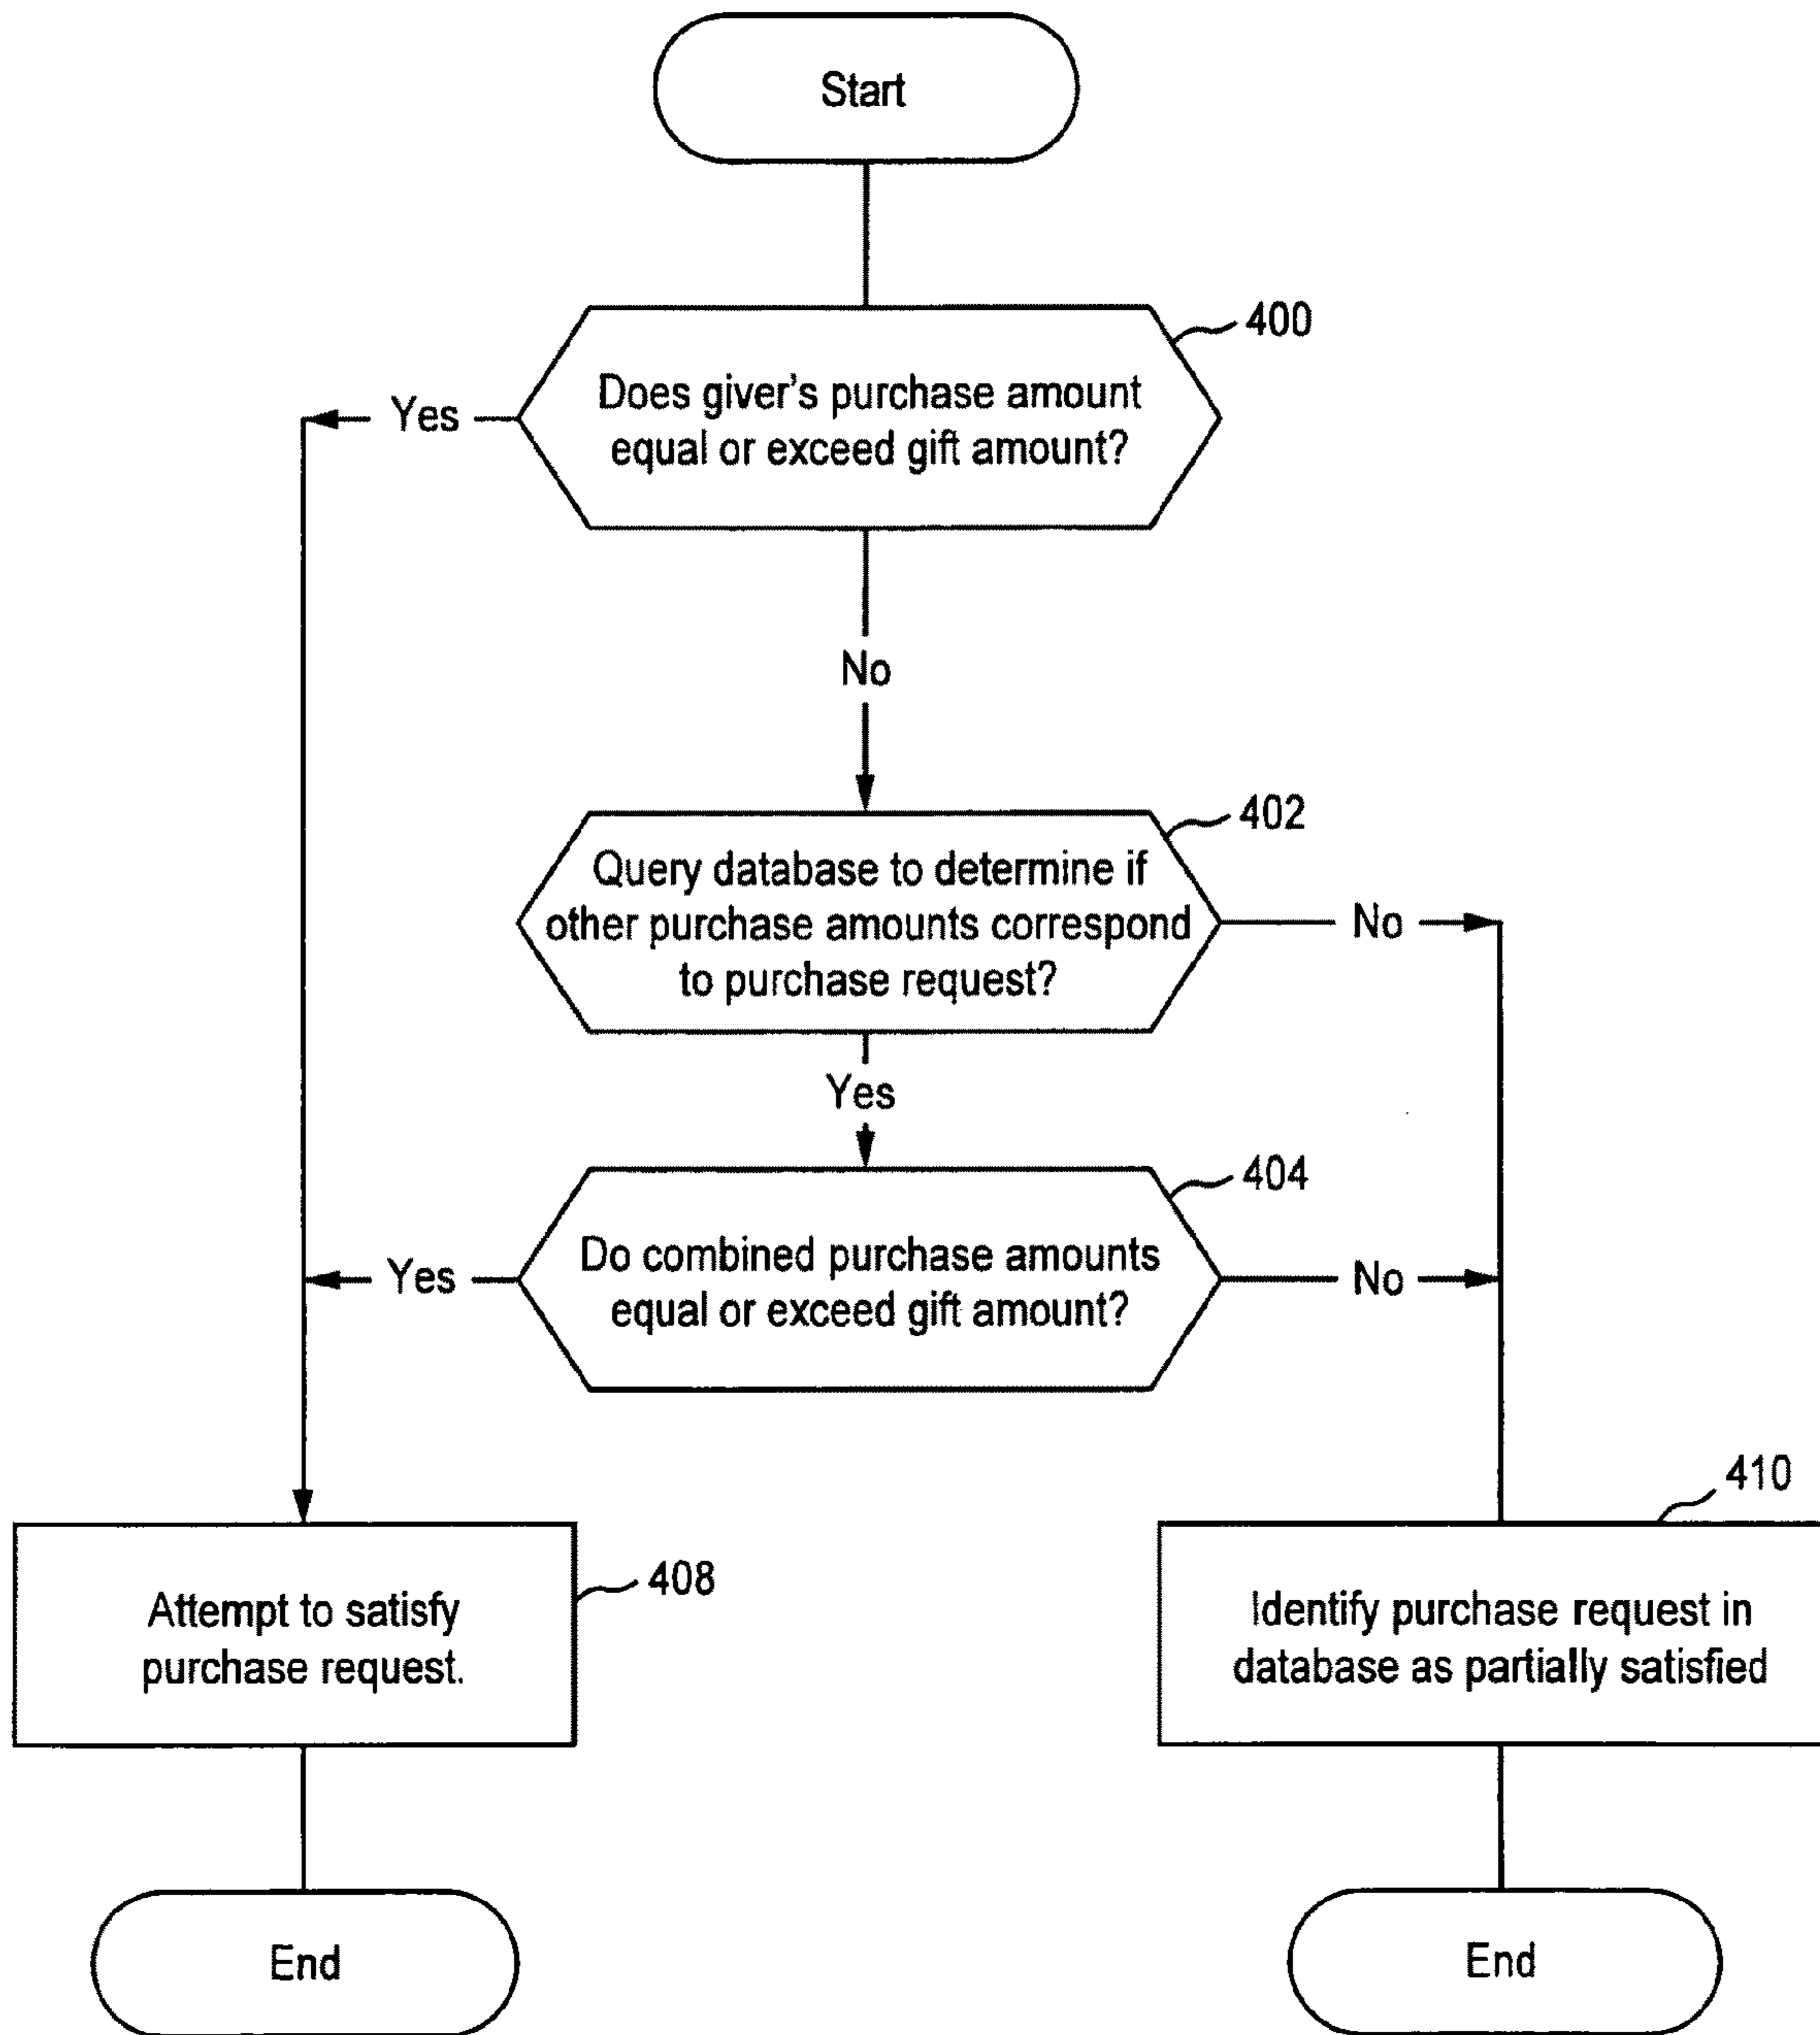 Start
400
Does giver's purchase amount
equal or exceed gift amount?
Yes
No
402
Query database to determine if
other purchase amounts correspond
to purchase request?
No
Yes
404
Do combined purchase amounts
equal or exceed gift amount?
Yes
No
408
Attempt to satisfy
purchase request.
410
Identify purchase request in
database as partially satisfied
End
End